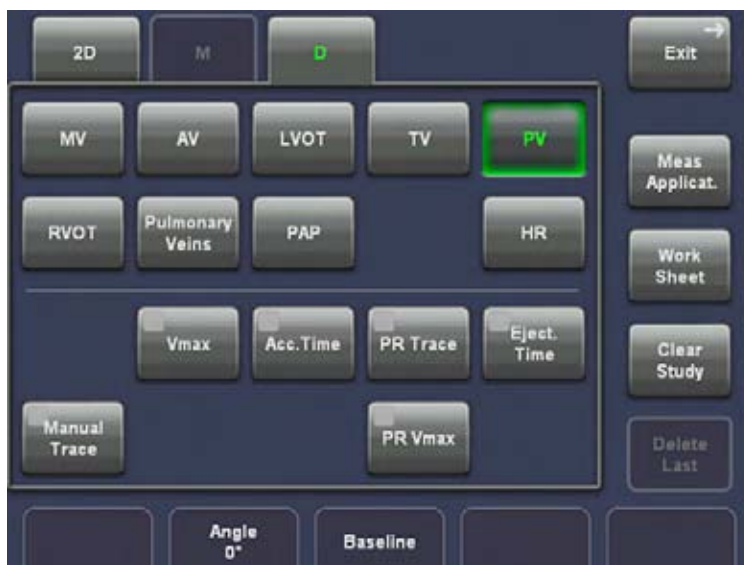 2D
M
D
Exit
MV
AV
LVOT
TV
PV
Meas
Applicat.
RVOT
Pulmonary
Veins
PAP
HR
Work
Sheet
Vmax
Acc.Time
PR Trace
Eject.
Time
Clear
Study
Manual
Trace
PR Vmax
Delete
Last
Angle
0°
Baseline